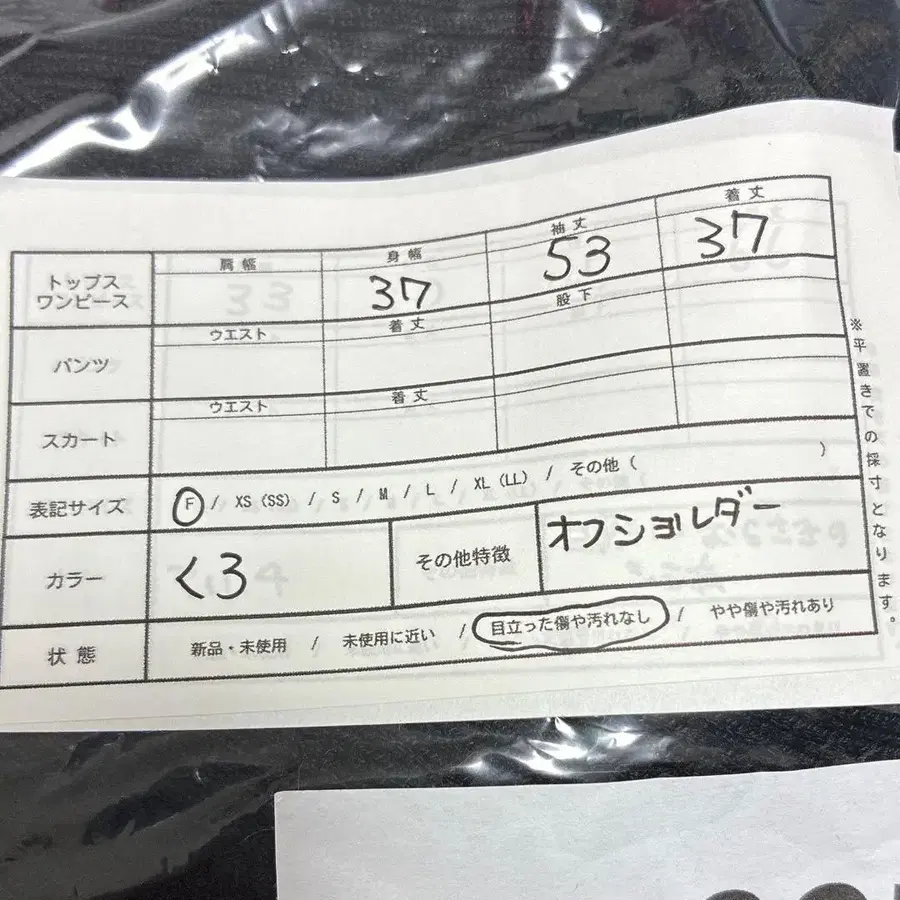 肩幅 身幅 袖丈 着丈
トップス
ワンピース
37 53 37
ウエスト 着丈 股下
パンツ
ウエスト 着丈
スカート
表記サイズ F / XS (SS) / S / M / L / XL (LL) / その他 ( )
カラー くろ その他特徴 オフショルダー
状態 新品・未使用 / 未使用に近い / 目立った傷や汚れなし / やや傷や汚れあり
※平置きでの採寸となります。